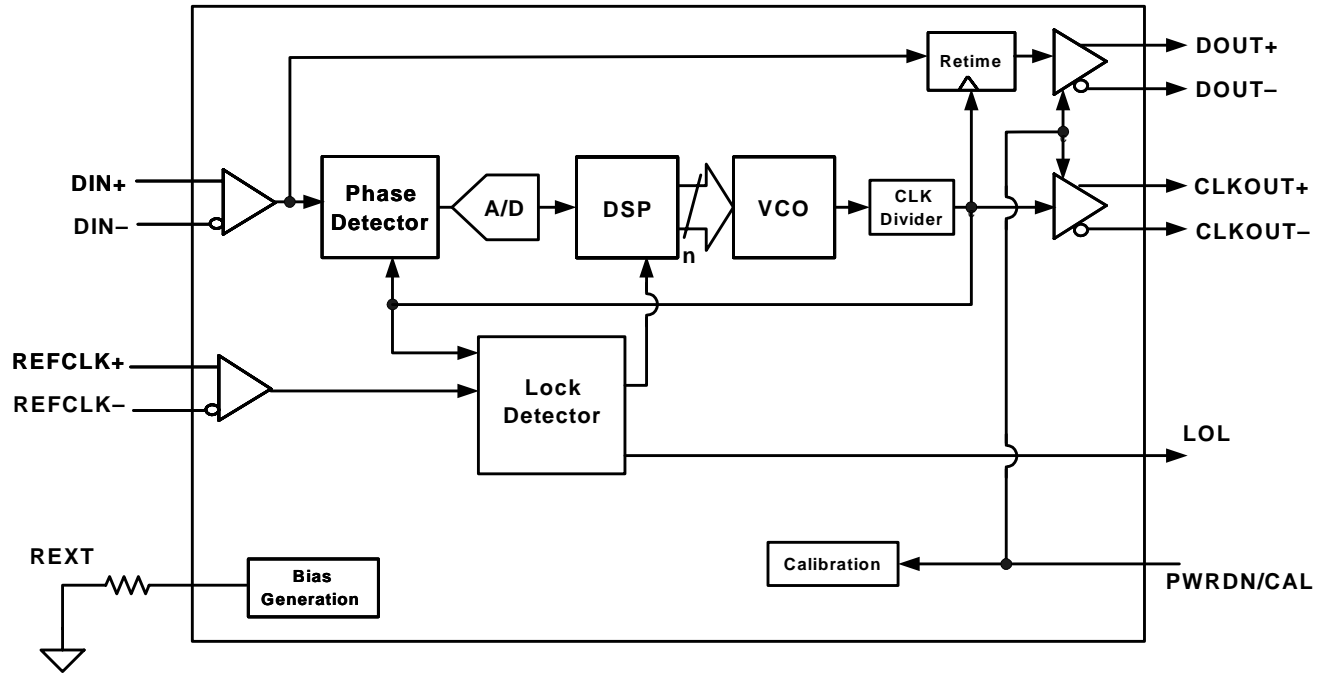 DOUT+
Retime
DOUT–
DIN+
Phase
Detector
A/D
DSP
VCO
CLK
Divider
CLKOUT+
DIN–
CLKOUT–
n
REFCLK+
REFCLK–
Lock
Detector
LOL
REXT
Bias
Generation
Calibration
PWRDN/CAL